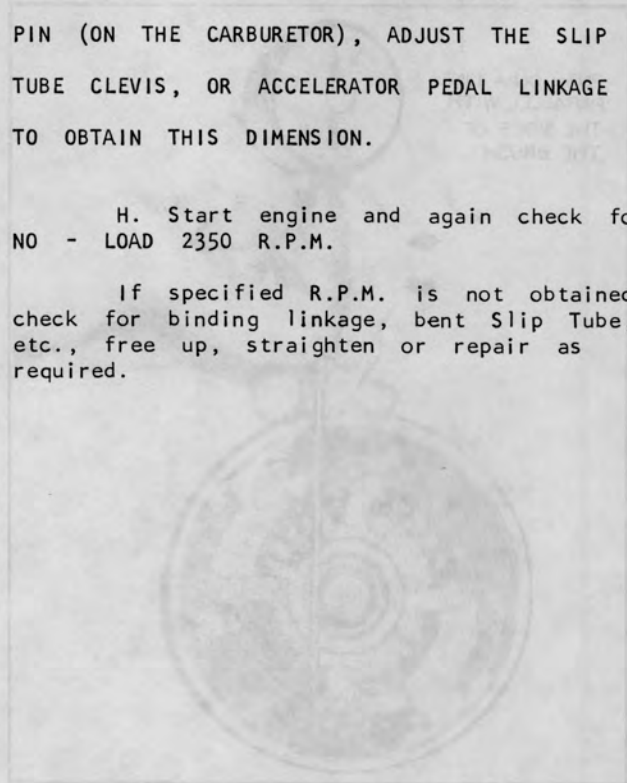 PIN (ON THE CARBURETOR), ADJUST THE SLIP
TUBE CLEVIS, OR ACCELERATOR PEDAL LINKAGE
TO OBTAIN THIS DIMENSION.
H. Start engine and again check fo
NO - LOAD 2350 R.P.M.
If specified R.P.M. is not obtained
check for binding linkage, bent Slip Tube
etc., free up, straighten or repair as
required.